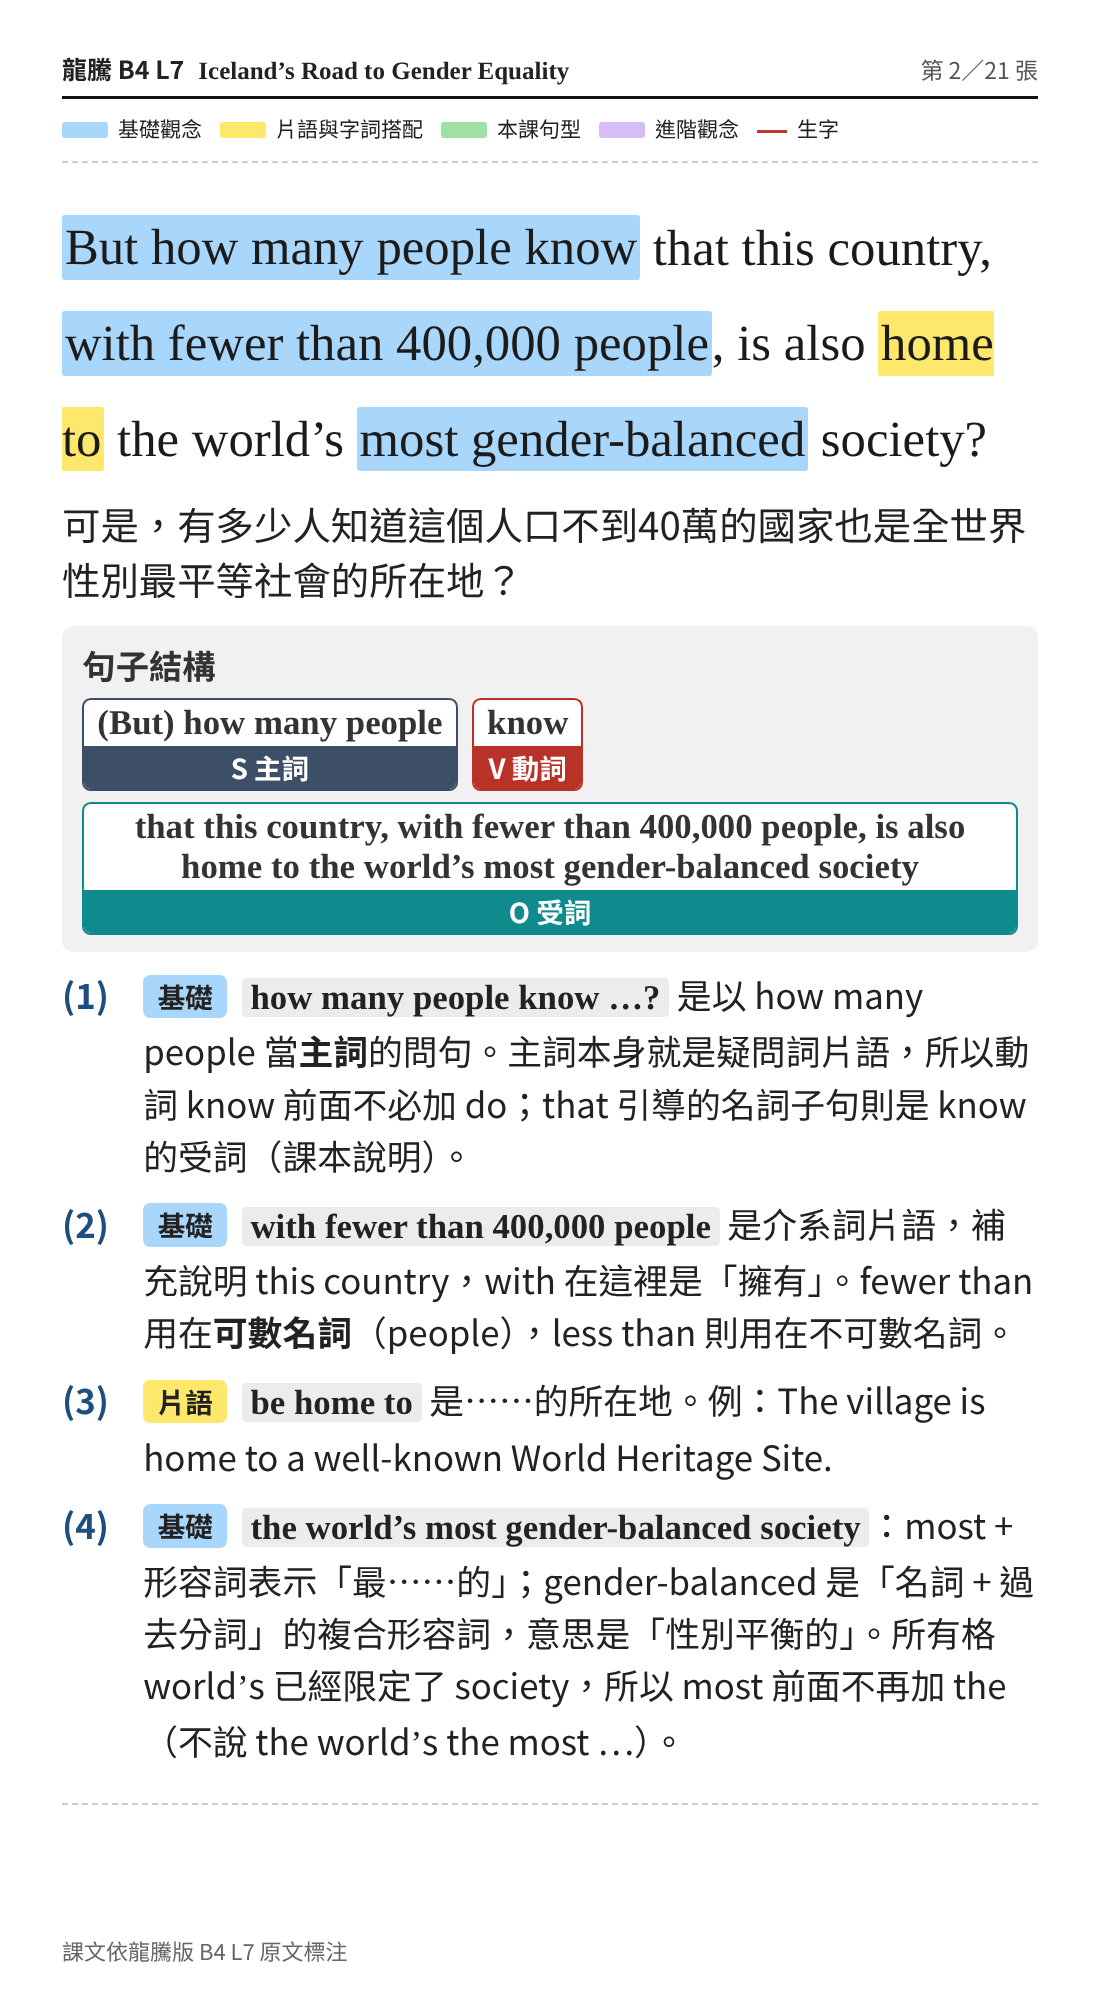 龍騰 B4 L7 Iceland’s Road to Gender Equality
第 2／21 張
基礎觀念 片語與字詞搭配 本課句型 進階觀念 生字
But how many people know that this country,
with fewer than 400,000 people, is also home
to the world’s most gender-balanced society?
可是，有多少人知道這個人口不到40萬的國家也是全世界
性別最平等社會的所在地？
句子結構
(But) how many people know
S 主詞 V 動詞
that this country, with fewer than 400,000 people, is also
home to the world’s most gender-balanced society
O 受詞
(1) 基礎 how many people know …? 是以 how many
people 當主詞的問句。主詞本身就是疑問詞片語，所以動
詞 know 前面不必加 do；that 引導的名詞子句則是 know
的受詞（課本說明）。
(2) 基礎 with fewer than 400,000 people 是介系詞片語，補
充說明 this country，with 在這裡是「擁有」。fewer than
用在可數名詞（people），less than 則用在不可數名詞。
(3) 片語 be home to 是……的所在地。例：The village is
home to a well-known World Heritage Site.
(4) 基礎 the world’s most gender-balanced society：most +
形容詞表示「最……的」；gender-balanced 是「名詞 + 過
去分詞」的複合形容詞，意思是「性別平衡的」。所有格
world’s 已經限定了 society，所以 most 前面不再加 the
（不說 the world’s the most …）。
課文依龍騰版 B4 L7 原文標注